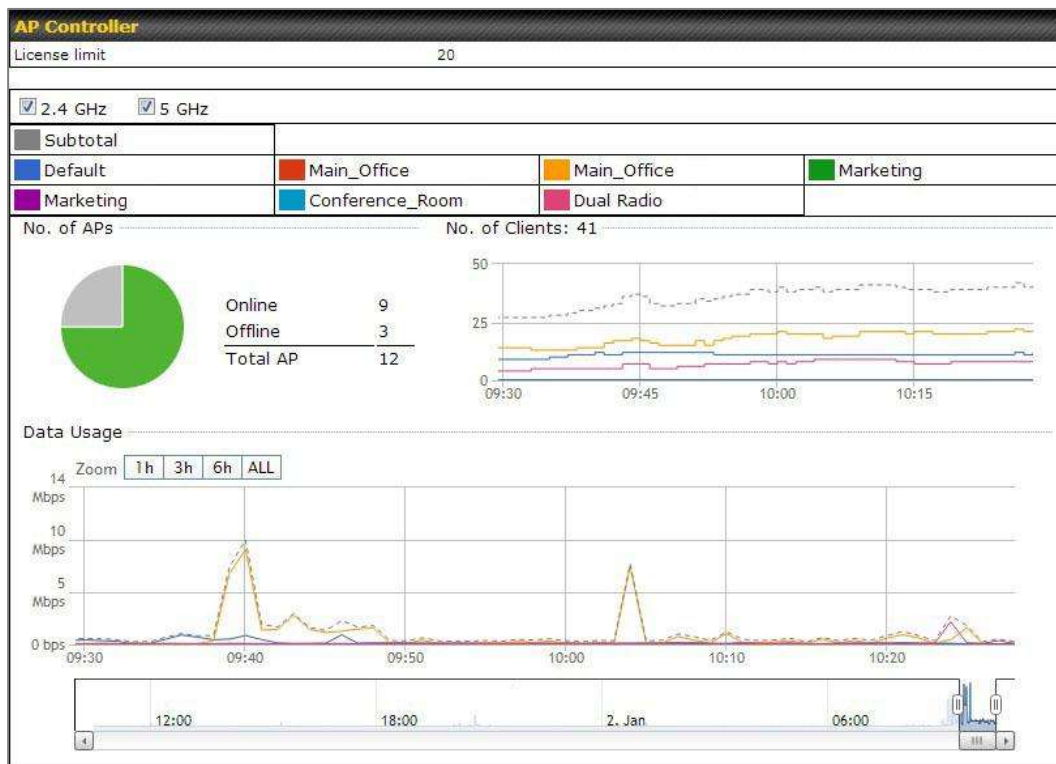 AP Controller
License limit 20
2.4 GHz 5 GHz
Subtotal
Default Main_Office Main_Office Marketing
Marketing Conference_Room Dual Radio
No. of APs No. of Clients: 41
Online 9
Offline 3
Total AP 12
50
25
0
09:30 09:45 10:00 10:15
Data Usage
Zoom 1h 3h 6h ALL
14
Mbps
10
Mbps
5
Mbps
0 bps
09:30 09:40 09:50 10:00 10:10 10:20
12:00 18:00 2. Jan 06:00